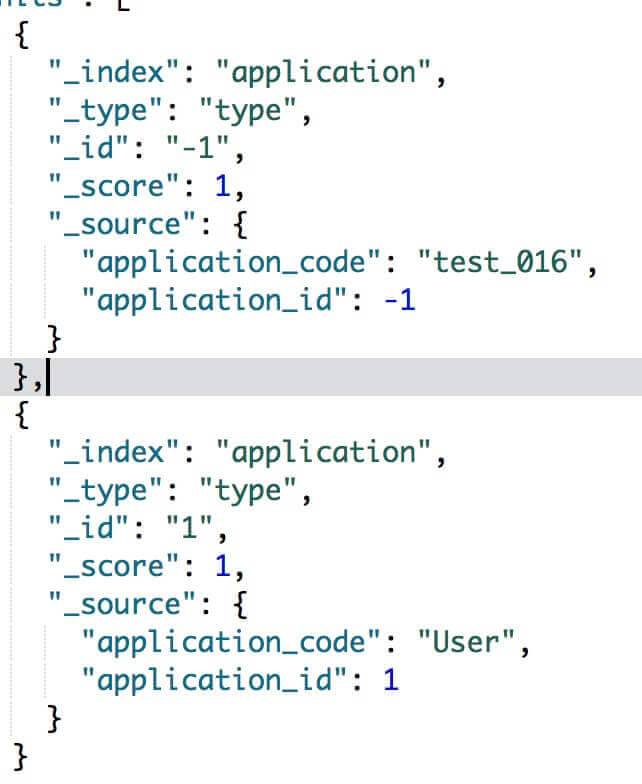 {
"_index": "application",
"_type": "type",
"_id": "-1",
"_score": 1,
"_source": {
"application_code": "test_016",
"application_id": -1
}
},
{
"_index": "application",
"_type": "type",
"_id": "1",
"_score": 1,
"_source": {
"application_code": "User",
"application_id": 1
}
}